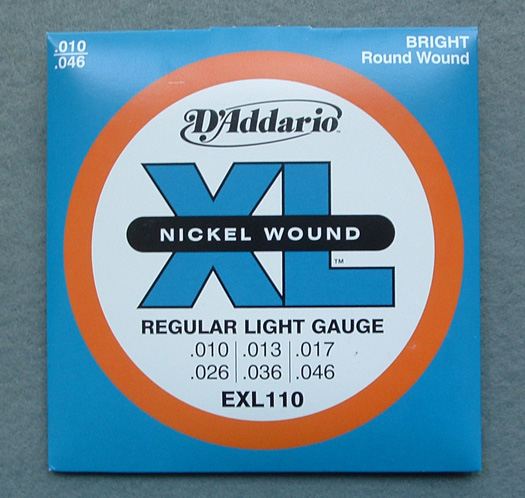 .010
.046
BRIGHT
Round Wound
D'Addario
XL
NICKEL WOUND
TM
REGULAR LIGHT GAUGE
.010 .013 .017
.026 .036 .046
EXL110